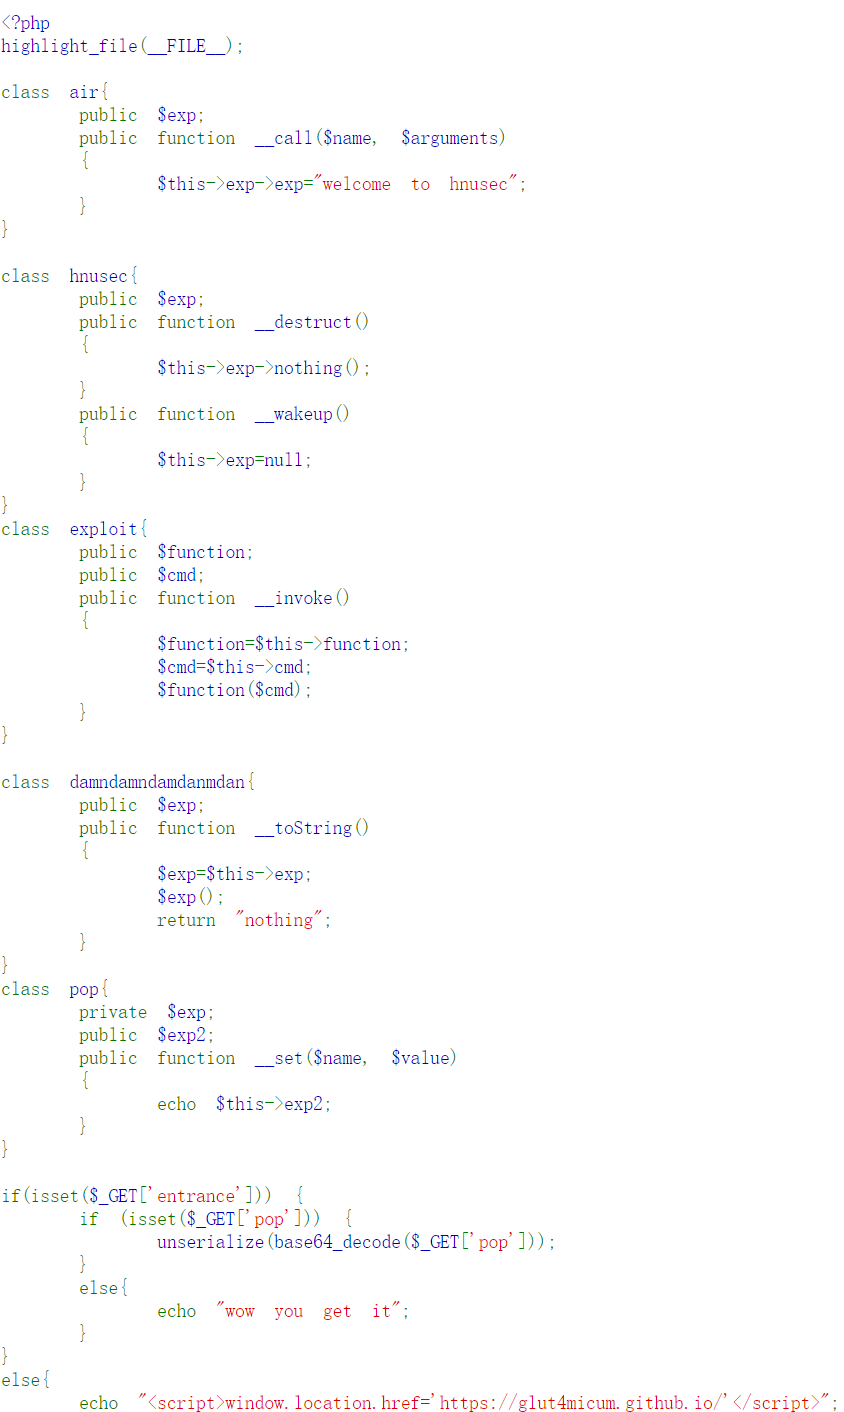 <?php
highlight_file(__FILE__);
class air{
public $exp;
public function __call($name, $arguments)
{
$this->exp->exp="welcome to hnusec";
}
}
class hnusec{
public $exp;
public function __destruct()
{
$this->exp->nothing();
}
public function __wakeup()
{
$this->exp=null;
}
}
class exploit{
public $function;
public $cmd;
public function __invoke()
{
$function=$this->function;
$cmd=$this->cmd;
$function($cmd);
}
}
class damndamndamdanmdan{
public $exp;
public function __toString()
{
$exp=$this->exp;
$exp();
return "nothing";
}
}
class pop{
private $exp;
public $exp2;
public function __set($name, $value)
{
echo $this->exp2;
}
}
if(isset($_GET['entrance'])) {
if (isset($_GET['pop'])) {
unserialize(base64_decode($_GET['pop']));
}
else{
echo "wow you get it";
}
}
else{
echo "<script>window.location.href='https://glut4micum.github.io/'</script>";